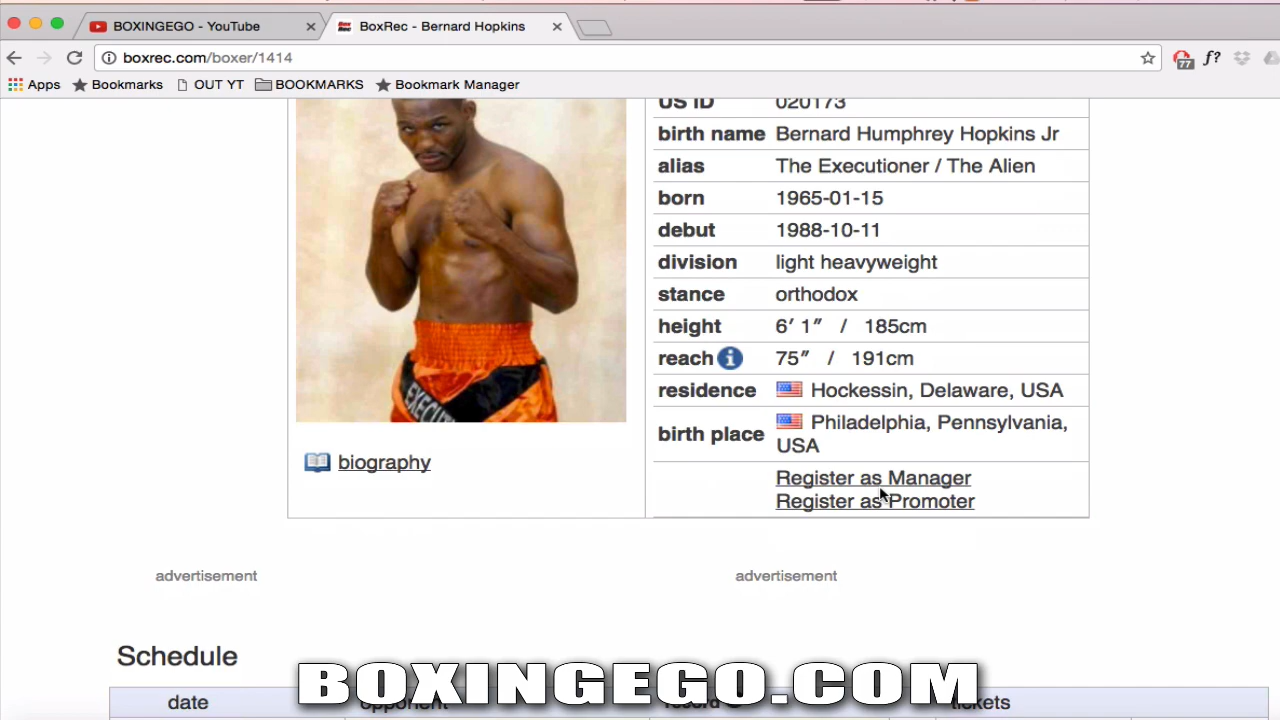 BOXINGEGO - YouTube
BoxRec - Bernard Hopkins
boxrec.com/boxer/1414
77
f?
Apps
Bookmarks
OUT YT
BOOKMARKS
Bookmark Manager
US ID 020173
birth name Bernard Humphrey Hopkins Jr
alias The Executioner / The Alien
born 1965-01-15
debut 1988-10-11
division light heavyweight
stance orthodox
height 6′ 1″ / 185cm
reach 75″ / 191cm
residence Hockessin, Delaware, USA
birth place Philadelphia, Pennsylvania,
USA
biography
Register as Manager
Register as Promoter
advertisement
advertisement
Schedule
BOXINGEGO.COM
date opponent record tickets